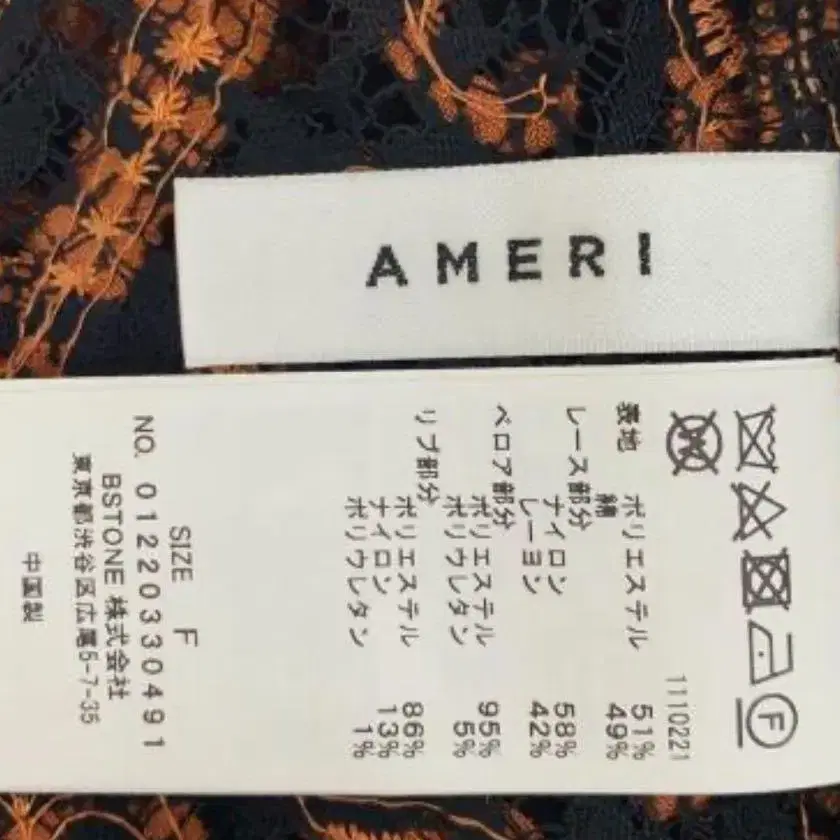 AMERI
1110221
表地 ポリエステル 51%
綿 49%
レース部分
ナイロン 58%
レーヨン 42%
ベロア部分
ポリエステル 95%
ポリウレタン 5%
リブ部分
ポリエステル 86%
ナイロン 13%
ポリウレタン 1%
SIZE F
NO. 0122033049 1
BSTONE 株式会社
東京都渋谷区広尾5-7-35
中国製
W
F